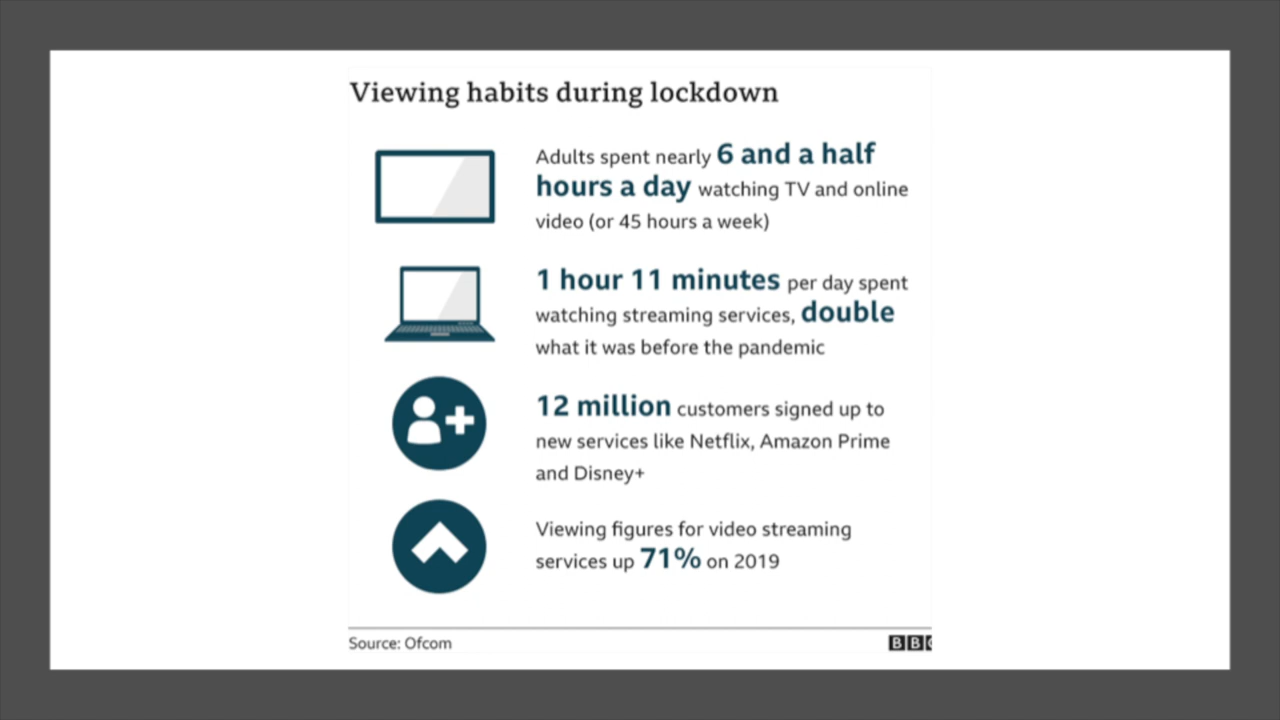 Viewing habits during lockdown
Adults spent nearly 6 and a half
hours a day watching TV and online
video (or 45 hours a week)
1 hour 11 minutes per day spent
watching streaming services, double
what it was before the pandemic
12 million customers signed up to
new services like Netflix, Amazon Prime
and Disney+
Viewing figures for video streaming
services up 71% on 2019
Source: Ofcom
BBC